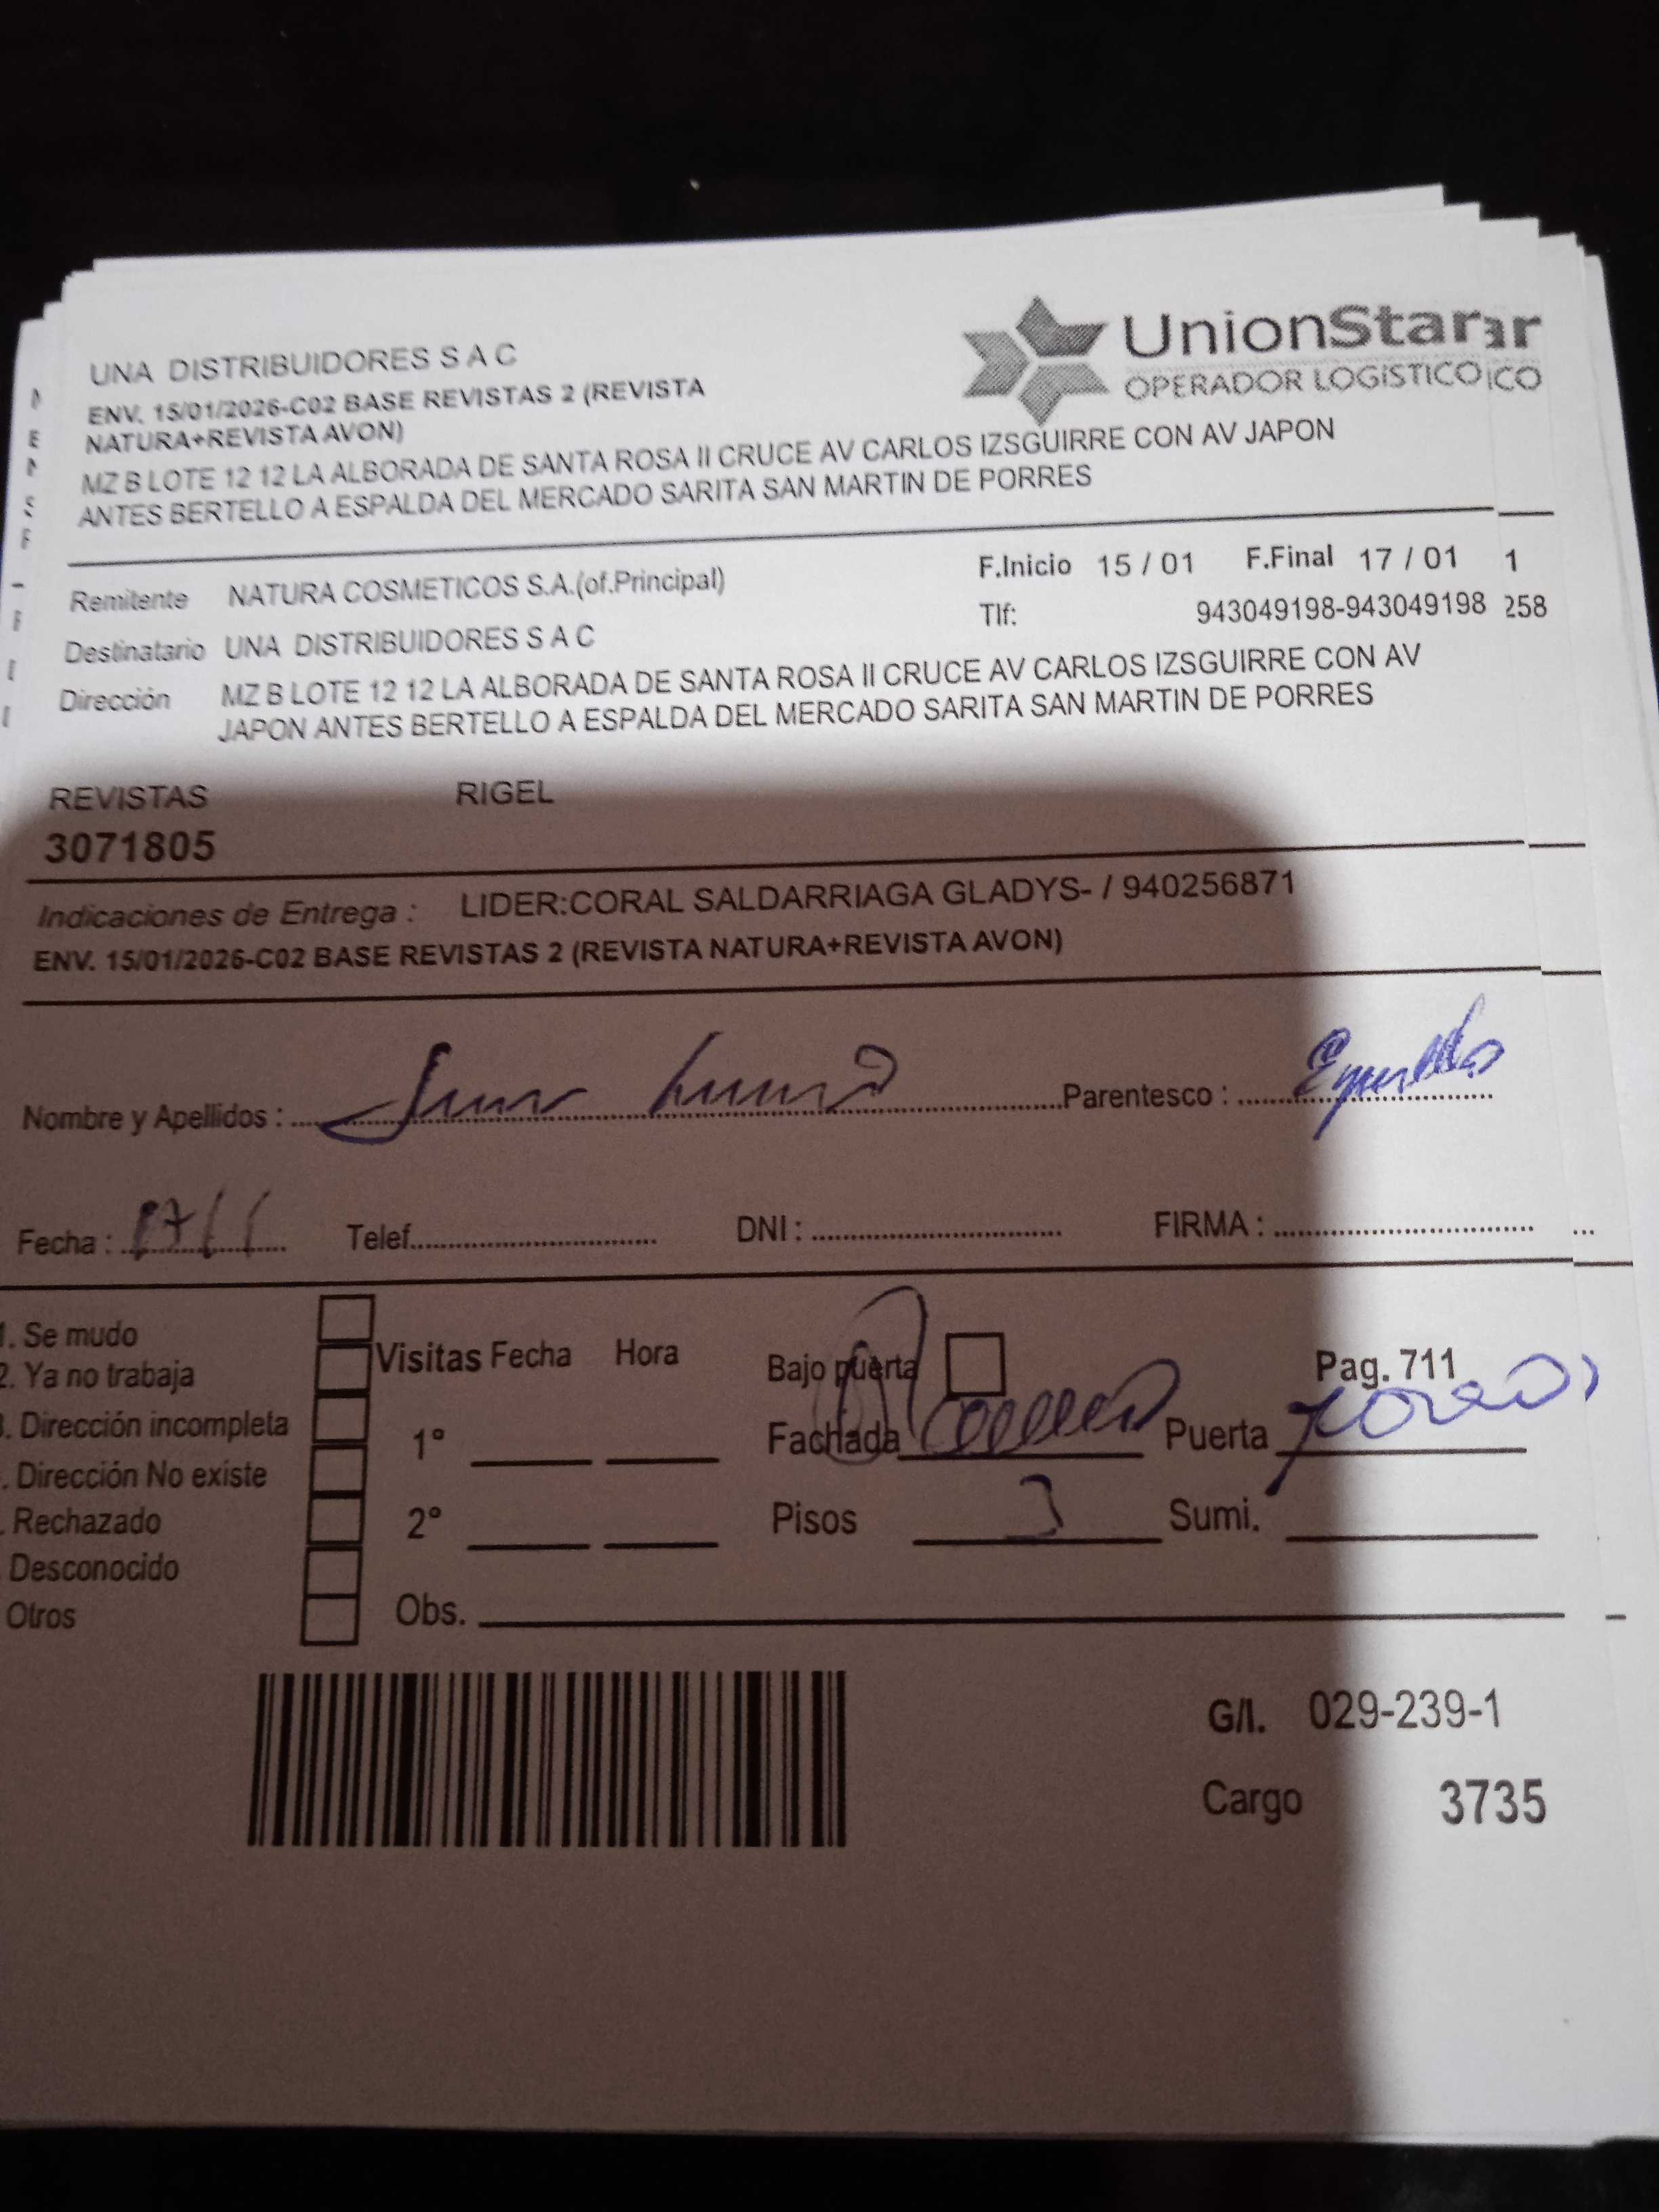 UNA DISTRIBUIDORES S A C
UnionStar
OPERADOR LOGíSTICO
ENV. 15/01/2026-C02 BASE REVISTAS 2 (REVISTA
NATURA+REVISTA AVON)
MZ B LOTE 12 12 LA ALBORADA DE SANTA ROSA II CRUCE AV CARLOS IZSGUIRRE CON AV JAPON
ANTES BERTELLO A ESPALDA DEL MERCADO SARITA SAN MARTIN DE PORRES
Remitente NATURA COSMETICOS S.A.(of.Principal) F.Inicio 15 / 01 F.Final 17 / 01 1
Destinatario UNA DISTRIBUIDORES S A C Tlf: 943049198-943049198 258
Dirección MZ B LOTE 12 12 LA ALBORADA DE SANTA ROSA II CRUCE AV CARLOS IZSGUIRRE CON AV
JAPON ANTES BERTELLO A ESPALDA DEL MERCADO SARITA SAN MARTIN DE PORRES
REVISTAS RIGEL
3071805
Indicaciones de Entrega : LIDER:CORAL SALDARRIAGA GLADYS- / 940256871
ENV. 15/01/2026-C02 BASE REVISTAS 2 (REVISTA NATURA+REVISTA AVON)
Nombre y Apellidos : Parentesco :
Fecha : 17/1 Telef. DNI : FIRMA :
1. Se mudo
2. Ya no trabaja
. Dirección incompleta
. Dirección No existe
. Rechazado
Desconocido
Otros
Visitas Fecha Hora
1°
2°
Obs.
Bajo puerta Pag. 711
Fachada Puerta
Pisos 3 Sumi.
G/I. 029-239-1
Cargo 3735